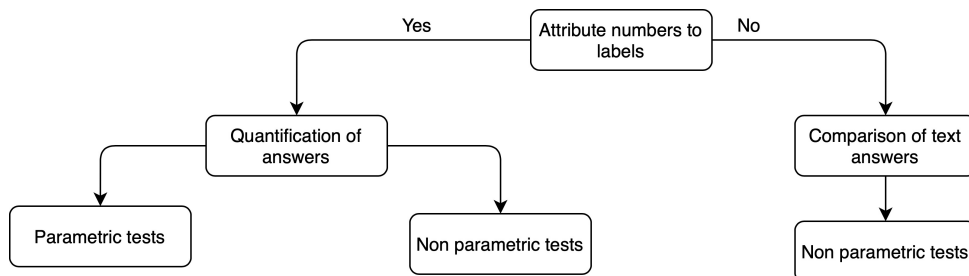 Yes
Attribute numbers to
labels
No
Quantification of
answers
Comparison of text
answers
Parametric tests
Non parametric tests
Non parametric tests